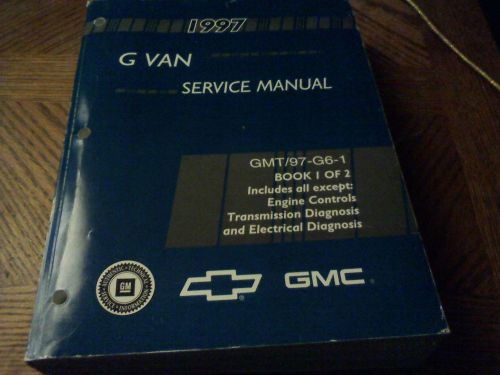 1997
G VAN
SERVICE MANUAL
GMT/97-G6-1
BOOK 1 OF 2
Includes all except:
Engine Controls
Transmission Diagnosis
and Electrical Diagnosis
GM
GMC